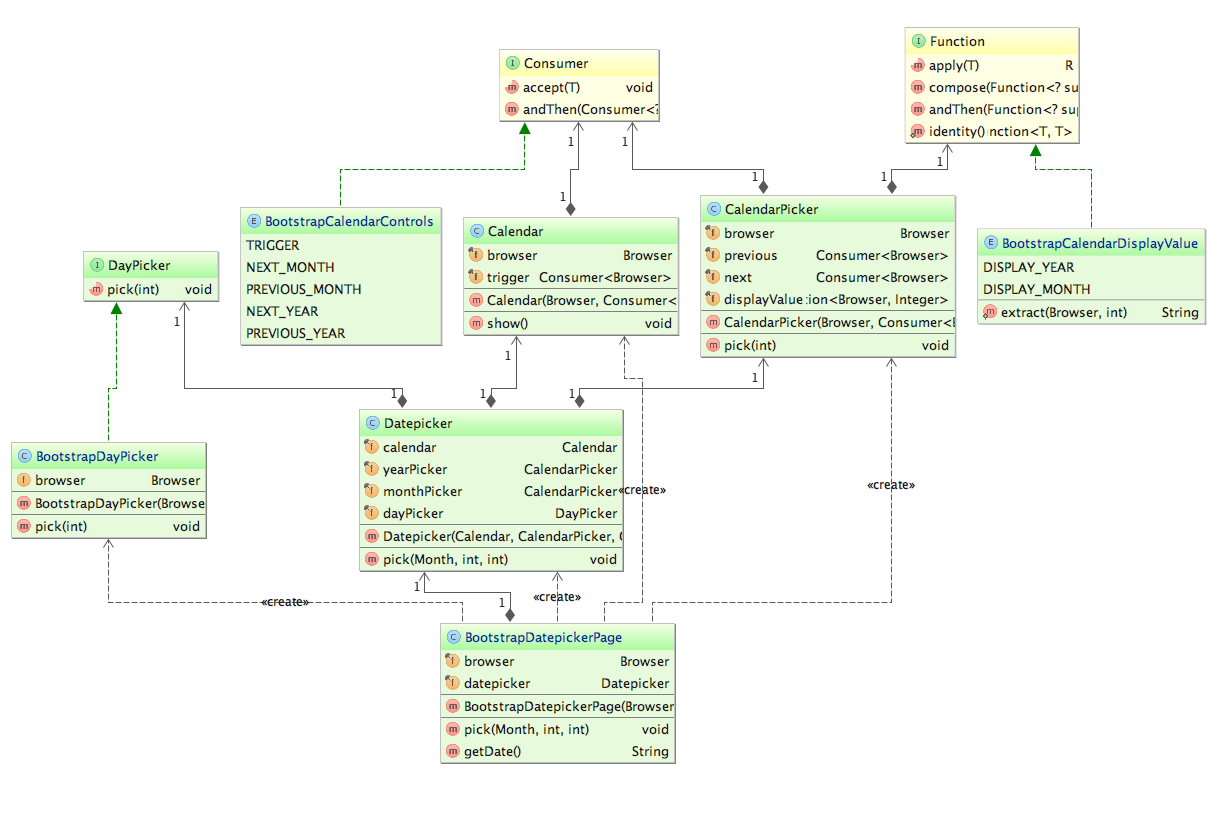 I Function
m apply(T) R
m compose(Function<? su
m andThen(Function<? su
m identity() :nction<T, T>
I Consumer
m accept(T) void
m andThen(Consumer<?
1
1
1
1
1
1
E BootstrapCalendarControls
TRIGGER
NEXT_MONTH
PREVIOUS_MONTH
NEXT_YEAR
PREVIOUS_YEAR
C Calendar
f browser Browser
f trigger Consumer<Browser>
m Calendar(Browser, Consumer<
m show() void
C CalendarPicker
f browser Browser
f previous Consumer<Browser>
f next Consumer<Browser>
f displayValue :ion<Browser, Integer>
m CalendarPicker(Browser, Consumer<B
m pick(int) void
E BootstrapCalendarDisplayValue
DISPLAY_YEAR
DISPLAY_MONTH
m extract(Browser, int) String
I DayPicker
m pick(int) void
1
1
1
1
1
1
C Datepicker
f calendar Calendar
f yearPicker CalendarPicker
f monthPicker CalendarPicker
f dayPicker DayPicker
m Datepicker(Calendar, CalendarPicker, C
m pick(Month, int, int) void
C BootstrapDayPicker
f browser Browser
m BootstrapDayPicker(Browse
m pick(int) void
«create»
«create»
«create»
«create»
1
1
C BootstrapDatepickerPage
f browser Browser
f datepicker Datepicker
m BootstrapDatepickerPage(Browser
m pick(Month, int, int) void
m getDate() String